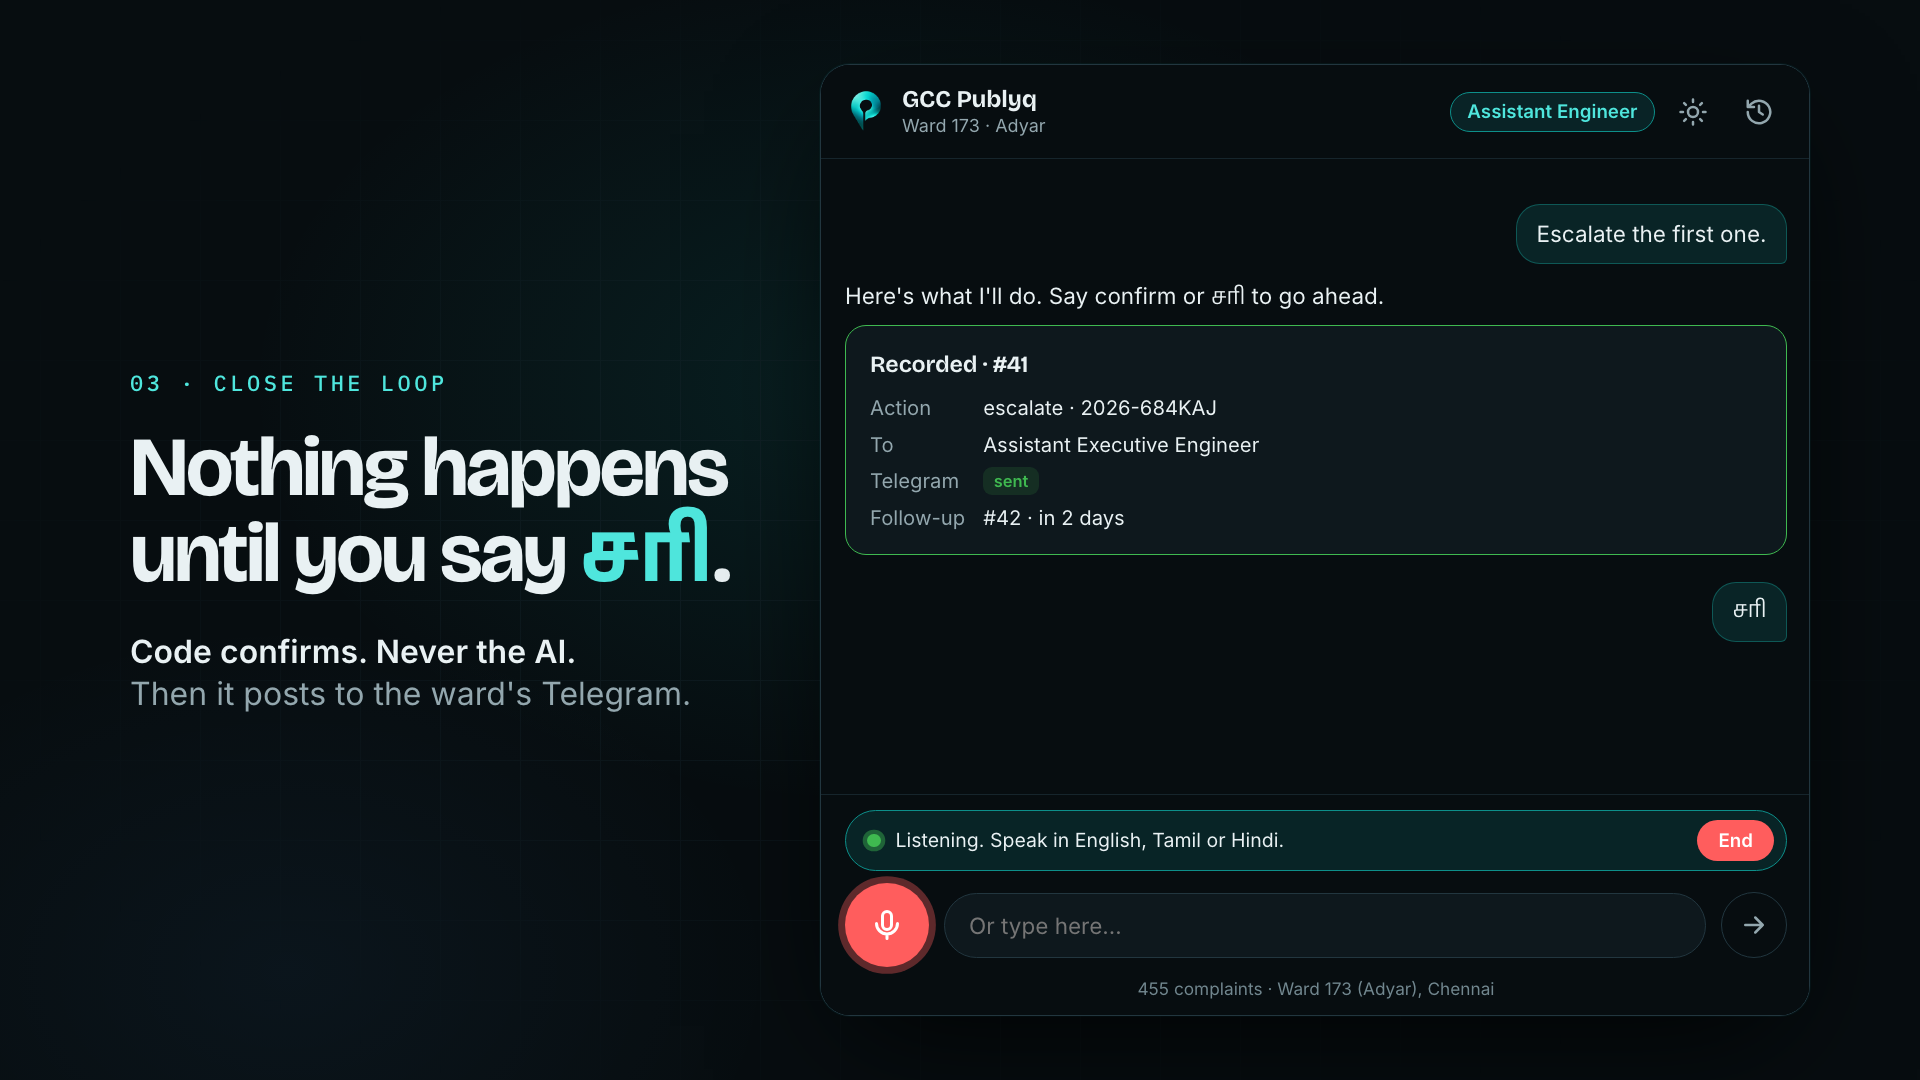 03 · CLOSE THE LOOP
Nothing happens
until you say சரி.
Code confirms. Never the AI.
Then it posts to the ward's Telegram.
GCC Publyq
Ward 173 · Adyar
Assistant Engineer
Escalate the first one.
Here's what I'll do. Say confirm or சரி to go ahead.
Recorded · #41
Action escalate · 2026-684KAJ
To Assistant Executive Engineer
Telegram sent
Follow-up #42 · in 2 days
சரி
Listening. Speak in English, Tamil or Hindi.
End
Or type here...
455 complaints · Ward 173 (Adyar), Chennai